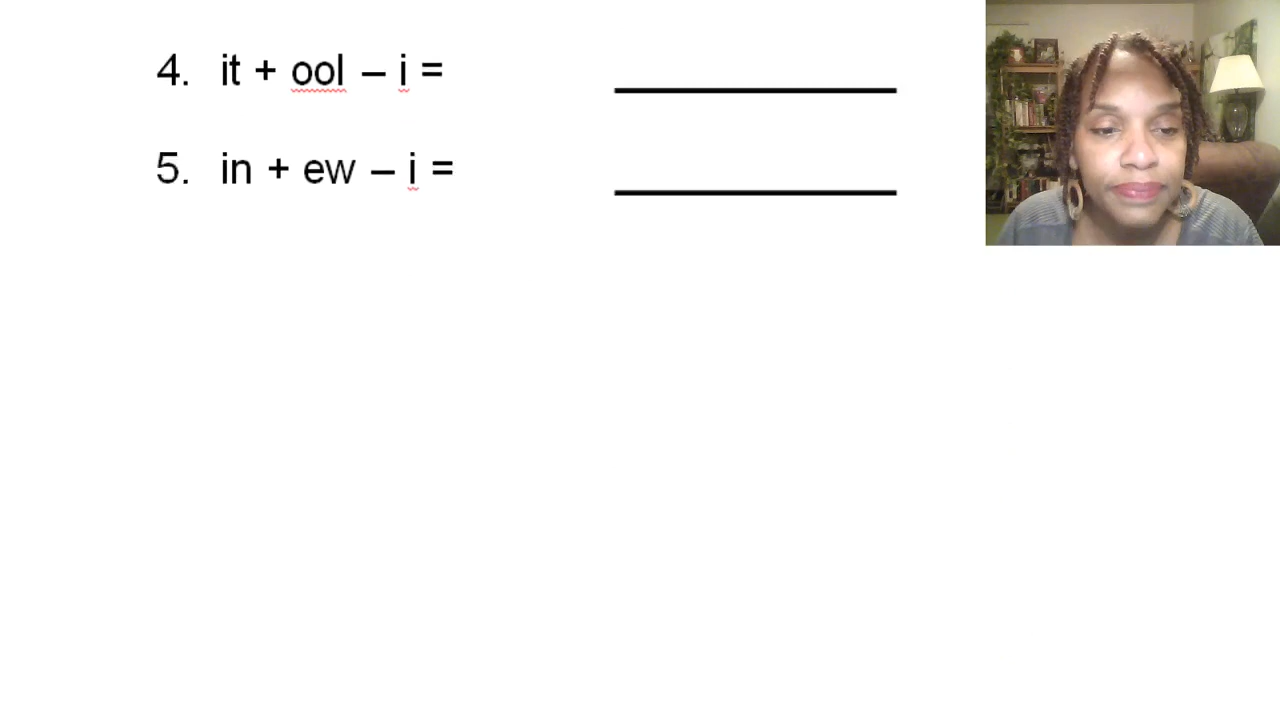 4. it + ool – i =
5. in + ew – i =